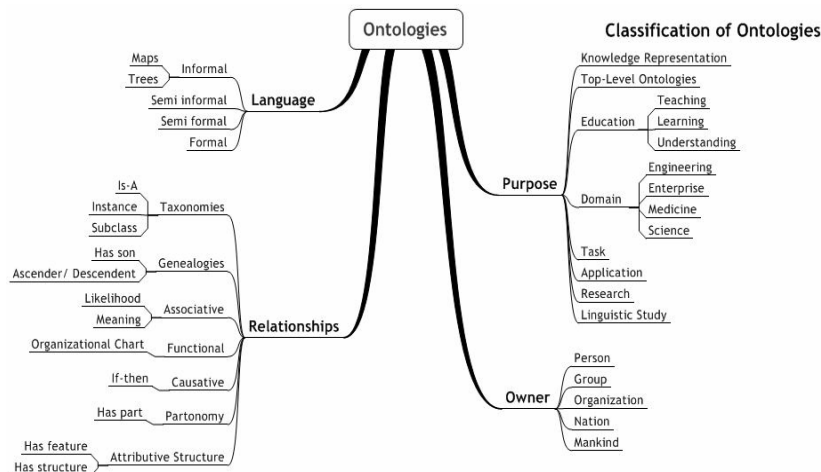 Ontologies
Classification of Ontologies
Language
Informal
Maps
Trees
Semi informal
Semi formal
Formal
Relationships
Taxonomies
Is-A
Instance
Subclass
Genealogies
Has son
Ascender/ Descendent
Associative
Likelihood
Meaning
Functional
Organizational Chart
Causative
If-then
Partonomy
Has part
Attributive Structure
Has feature
Has structure
Purpose
Knowledge Representation
Top-Level Ontologies
Education
Teaching
Learning
Understanding
Domain
Engineering
Enterprise
Medicine
Science
Task
Application
Research
Linguistic Study
Owner
Person
Group
Organization
Nation
Mankind